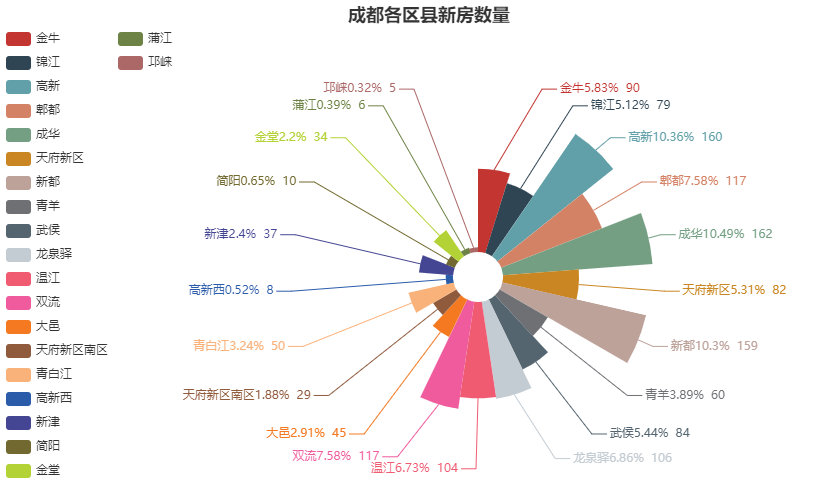 成都各区县新房数量
金牛
锦江
高新
郫都
成华
天府新区
新都
青羊
武侯
龙泉驿
温江
双流
大邑
天府新区南区
青白江
高新西
新津
简阳
金堂
蒲江
邛崃
金牛5.83% 90
锦江5.12% 79
高新10.36% 160
郫都7.58% 117
成华10.49% 162
天府新区5.31% 82
新都10.3% 159
青羊3.89% 60
武侯5.44% 84
龙泉驿6.86% 106
温江6.73% 104
双流7.58% 117
大邑2.91% 45
天府新区南区1.88% 29
青白江3.24% 50
高新西0.52% 8
新津2.4% 37
简阳0.65% 10
金堂2.2% 34
蒲江0.39% 6
邛崃0.32% 5